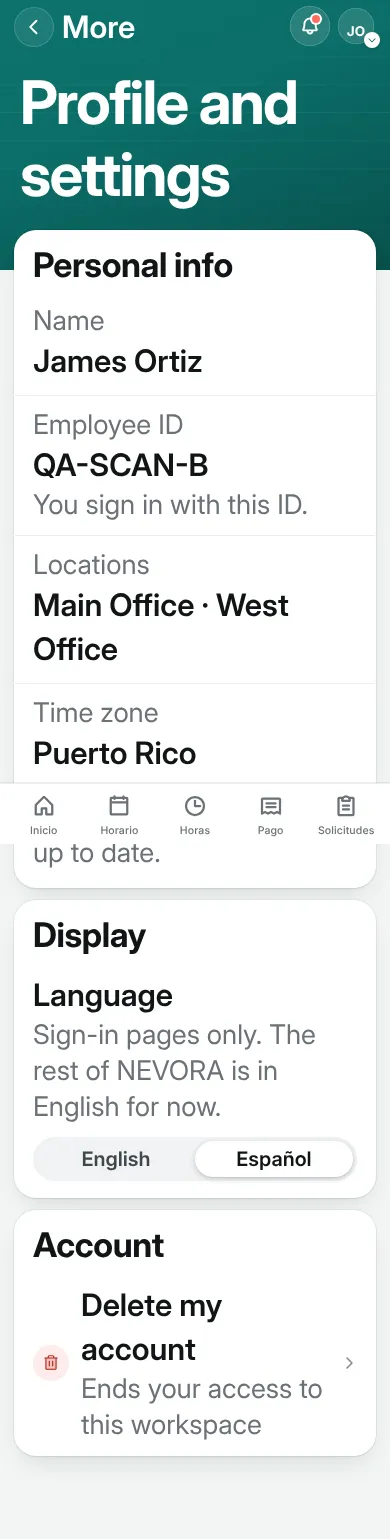 More
JO
Profile and
settings
Personal info
Name
James Ortiz
Employee ID
QA-SCAN-B
You sign in with this ID.
Locations
Main Office · West
Office
Time zone
Puerto Rico
Inicio
Horario
Horas
Pago
Solicitudes
up to date.
Display
Language
Sign-in pages only. The
rest of NEVORA is in
English for now.
English
Español
Account
Delete my
account
Ends your access to
this workspace